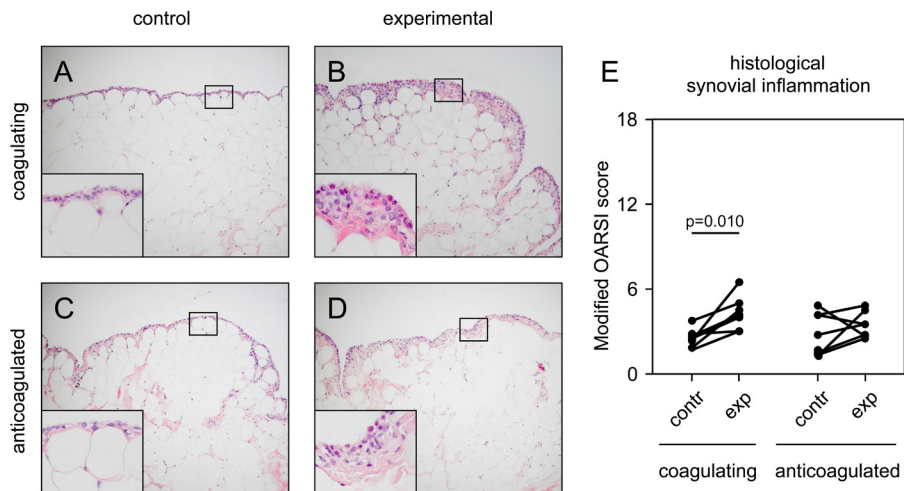 control
experimental
coagulating
anticoagulated
A
B
C
D
E
histological
synovial inflammation
Modified OARSI score
18
12
6
0
p=0.010
contr
exp
contr
exp
coagulating
anticoagulated